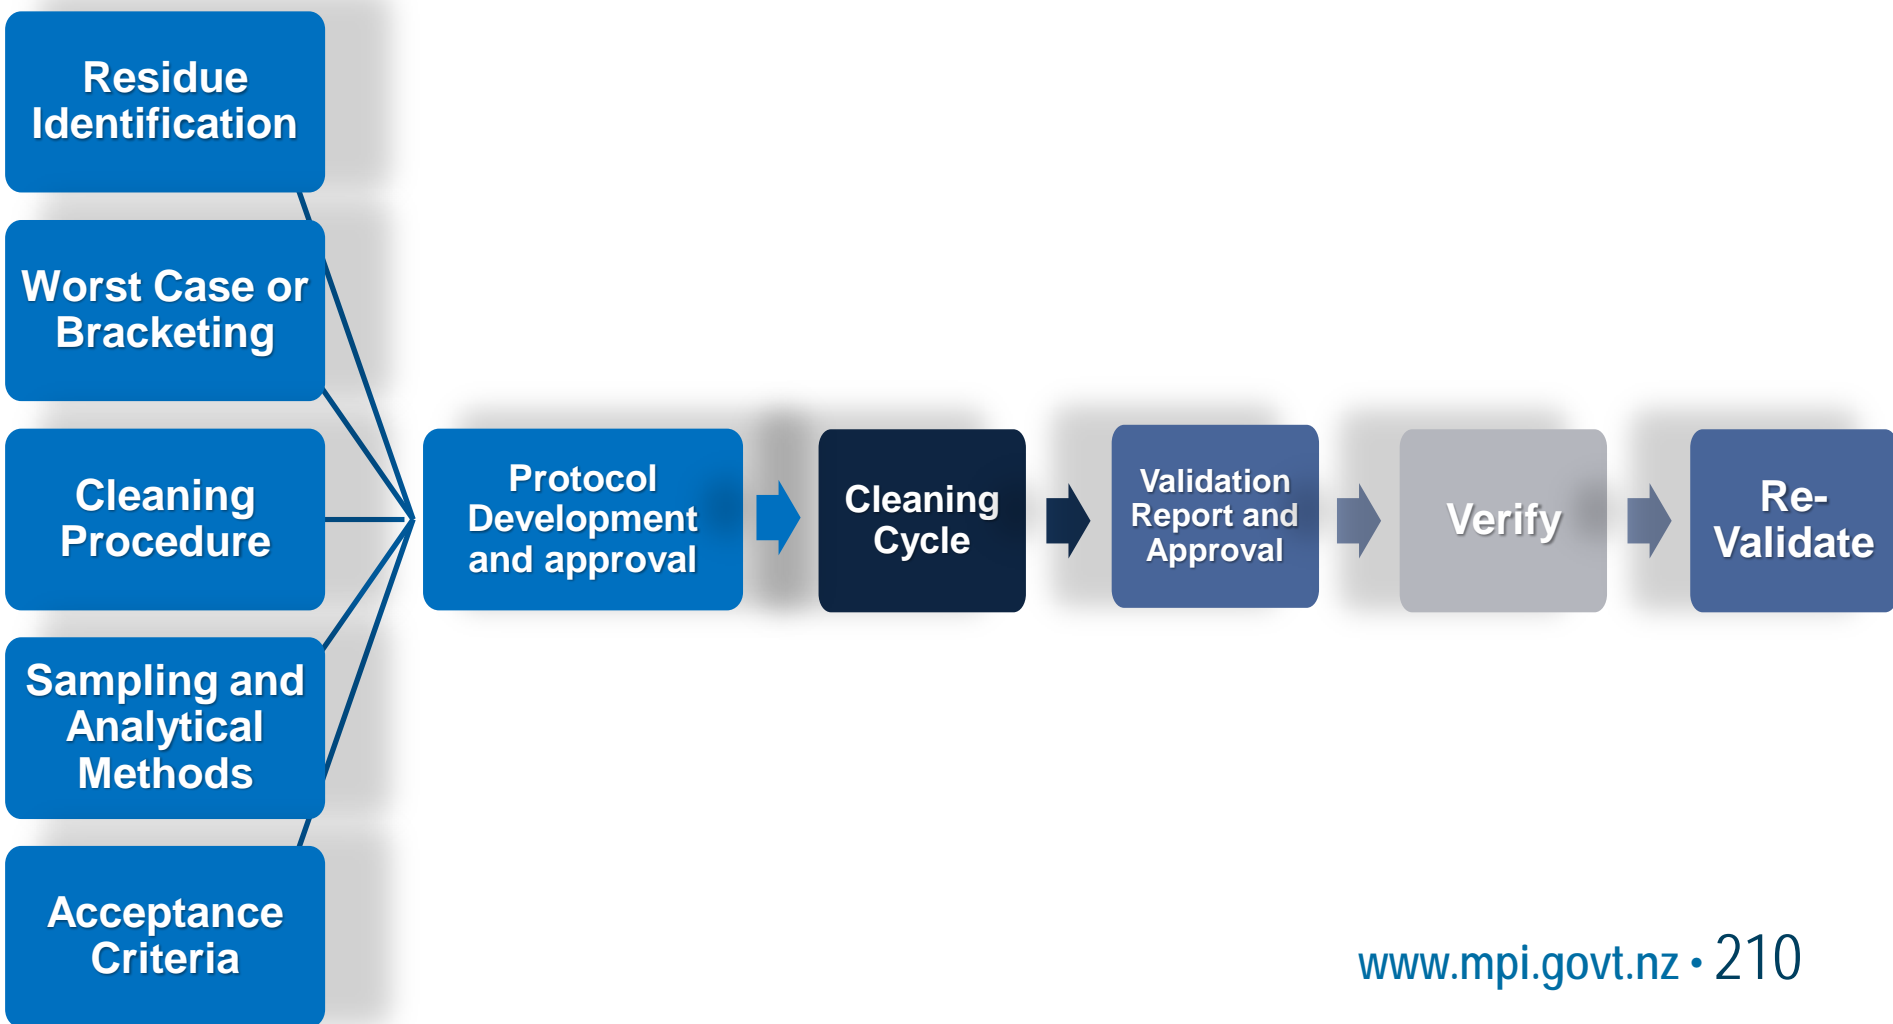 Residue
Identification
Worst Case or
Bracketing
Cleaning
Procedure
Sampling and
Analytical
Methods
Acceptance
Criteria
Protocol
Development
and approval
Cleaning
Cycle
Validation
Report and
Approval
Verify
Re-
Validate
www.mpi.govt.nz • 210